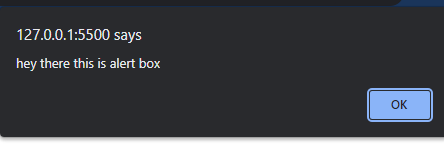 127.0.0.1:5500 says
hey there this is alert box
OK